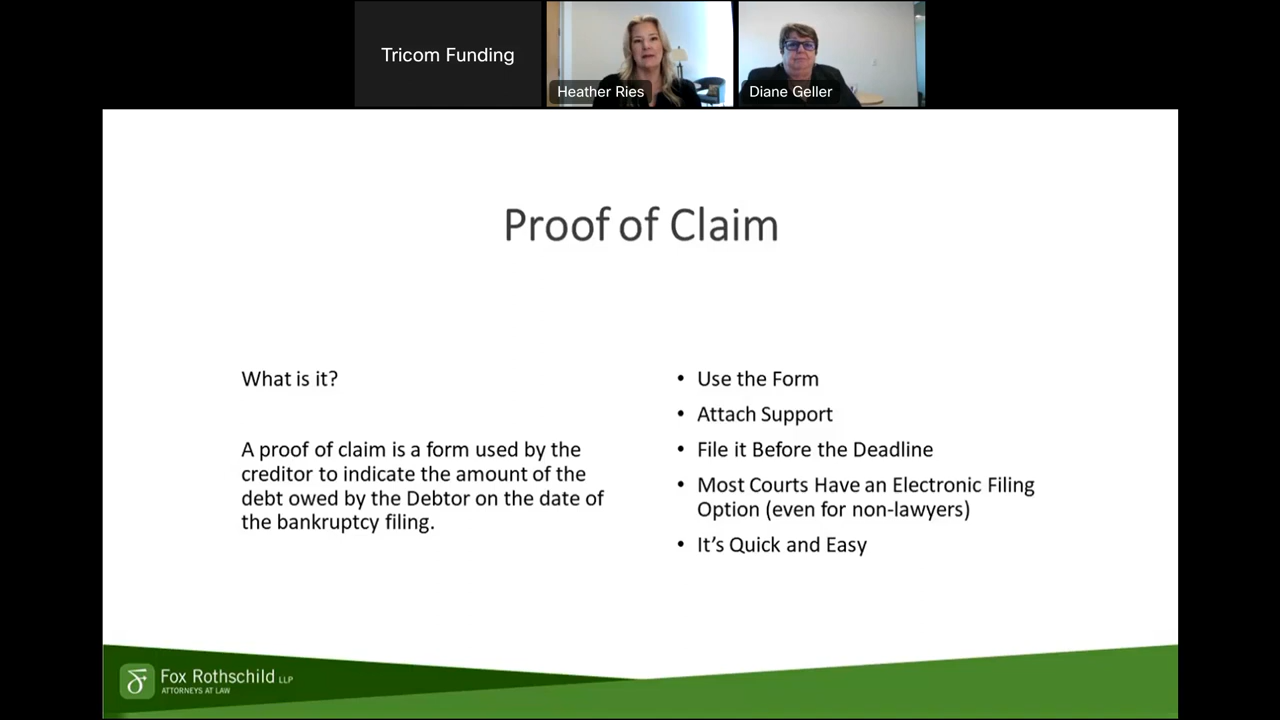 Tricom Funding
Heather Ries
Diane Geller
Proof of Claim
What is it?
A proof of claim is a form used by the
creditor to indicate the amount of the
debt owed by the Debtor on the date of
the bankruptcy filing.
• Use the Form
• Attach Support
• File it Before the Deadline
• Most Courts Have an Electronic Filing
Option (even for non-lawyers)
• It's Quick and Easy
Fox Rothschild LLP
ATTORNEYS AT LAW